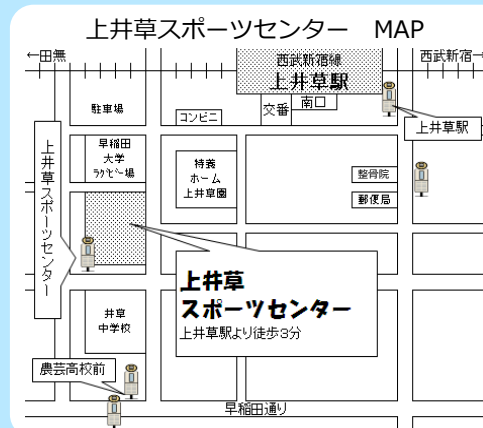 上井草スポーツセンター　MAP
←田無
西武新宿線
上井草駅
西武新宿→
駐車場
コンビニ
交番
南口
上井草駅
早稲田
大学
ラグビー場
特養
ホーム
上井草園
整骨院
郵便局
上井草スポーツセンター
上井草
スポーツセンター
上井草駅より徒歩3分
井草
中学校
農芸高校前
早稲田通り